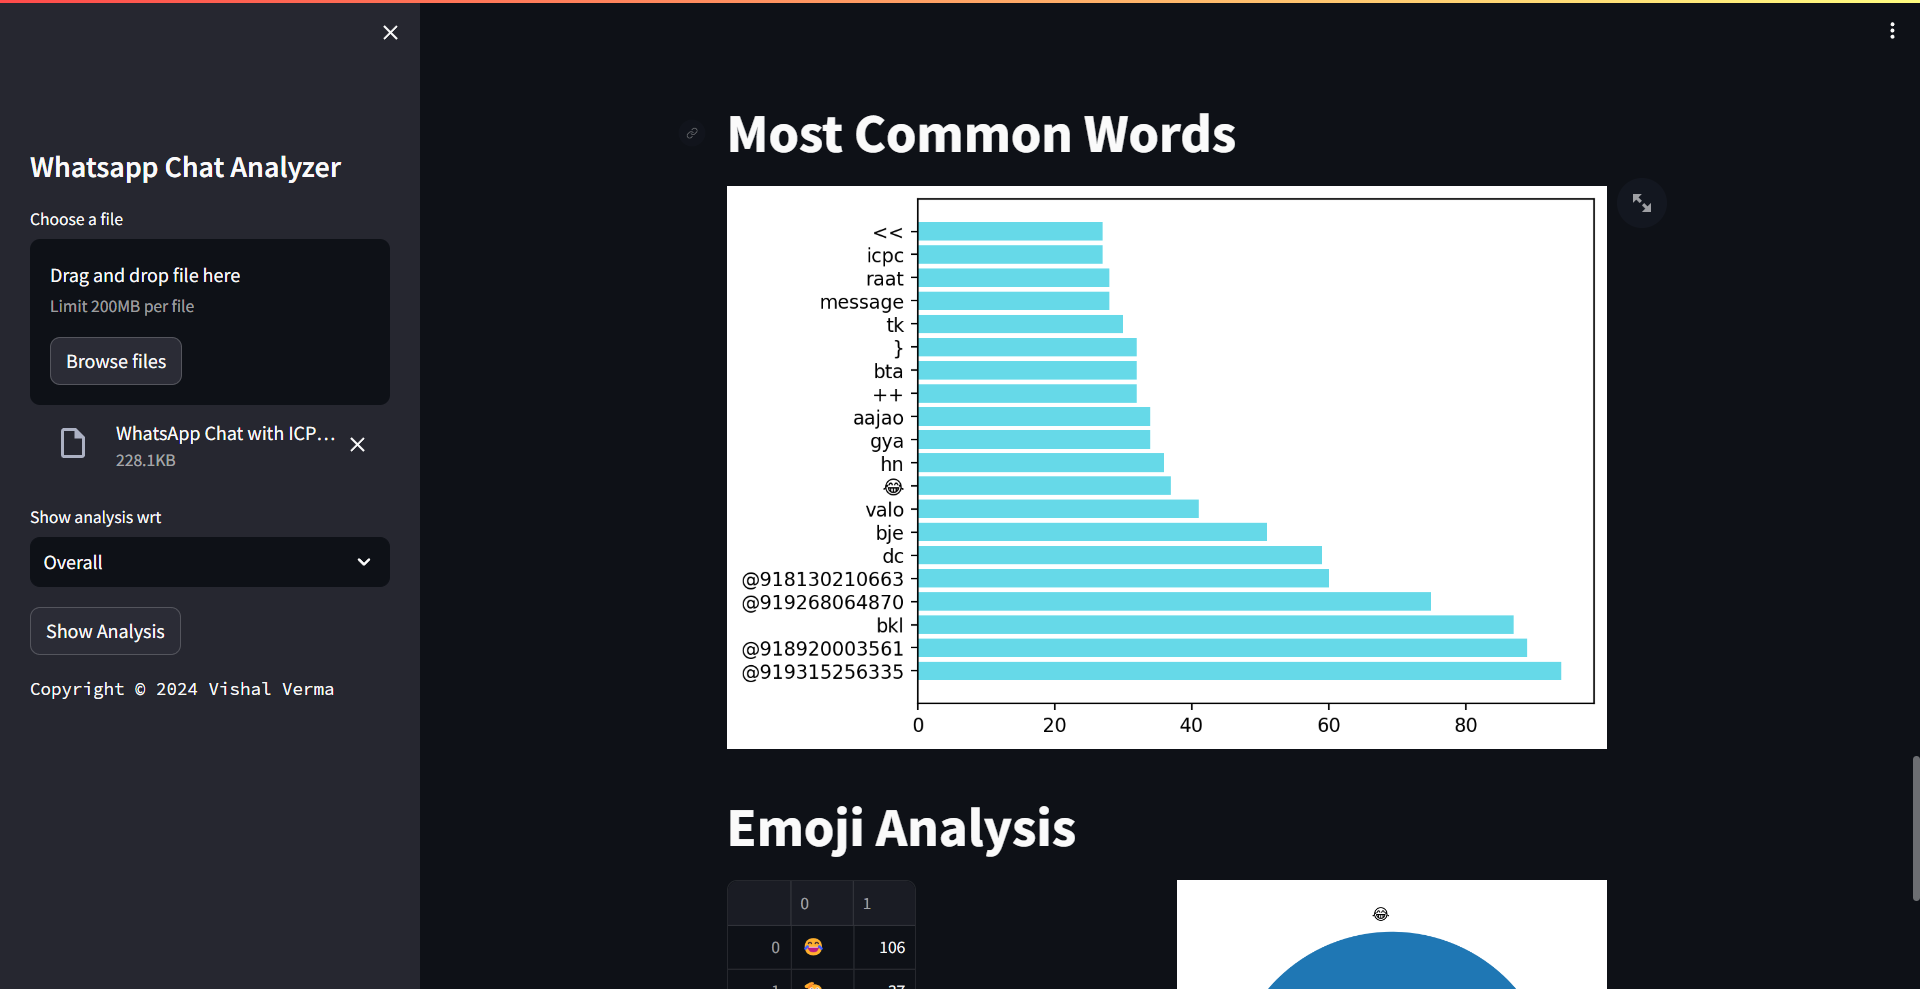 Whatsapp Chat Analyzer
Choose a file
Drag and drop file here
Limit 200MB per file
Browse files
WhatsApp Chat with ICP...
228.1KB
Show analysis wrt
Overall
Show Analysis
Copyright © 2024 Vishal Verma
Most Common Words
<<
icpc
raat
message
tk
}
bta
++
aajao
gya
hn
😂
valo
bje
dc
@918130210663
@919268064870
bkl
@918920003561
@919315256335
0 20 40 60 80
Emoji Analysis
0 1
0 😂 106
😂